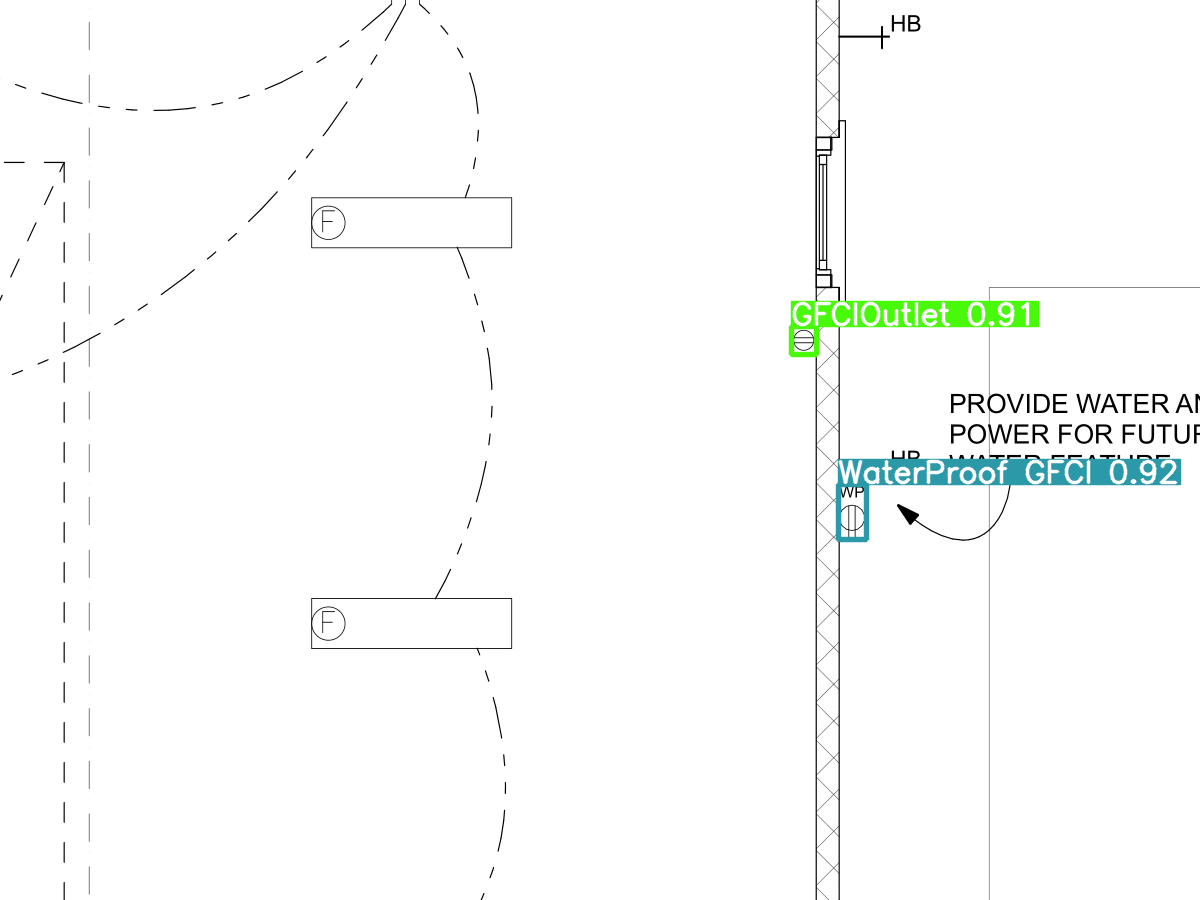 HB
F
GFCIOutlet 0.91
PROVIDE WATER AN
POWER FOR FUTUR
WATER FEATURE
HB
WaterProof GFCI 0.92
WP
F